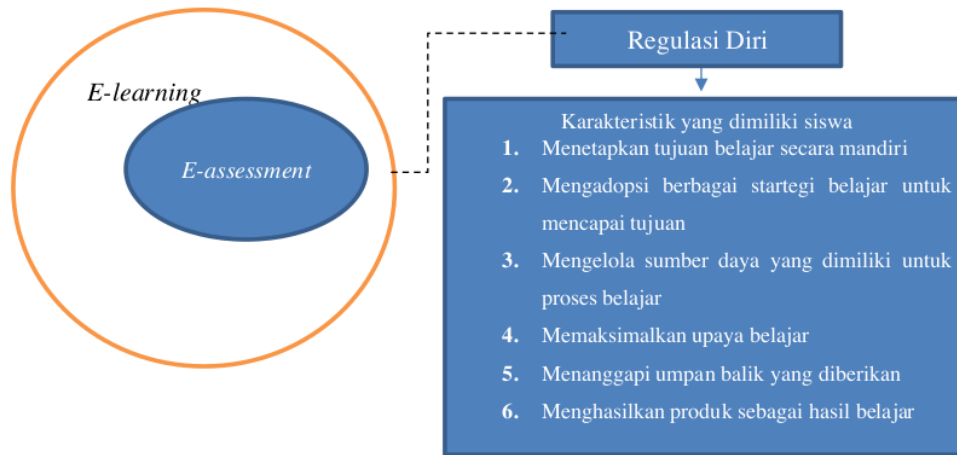 E-learning
E-assessment
Regulasi Diri
Karakteristik yang dimiliki siswa
1. Menetapkan tujuan belajar secara mandiri
2. Mengadopsi berbagai startegi belajar untuk
mencapai tujuan
3. Mengelola sumber daya yang dimiliki untuk
proses belajar
4. Memaksimalkan upaya belajar
5. Menanggapi umpan balik yang diberikan
6. Menghasilkan produk sebagai hasil belajar